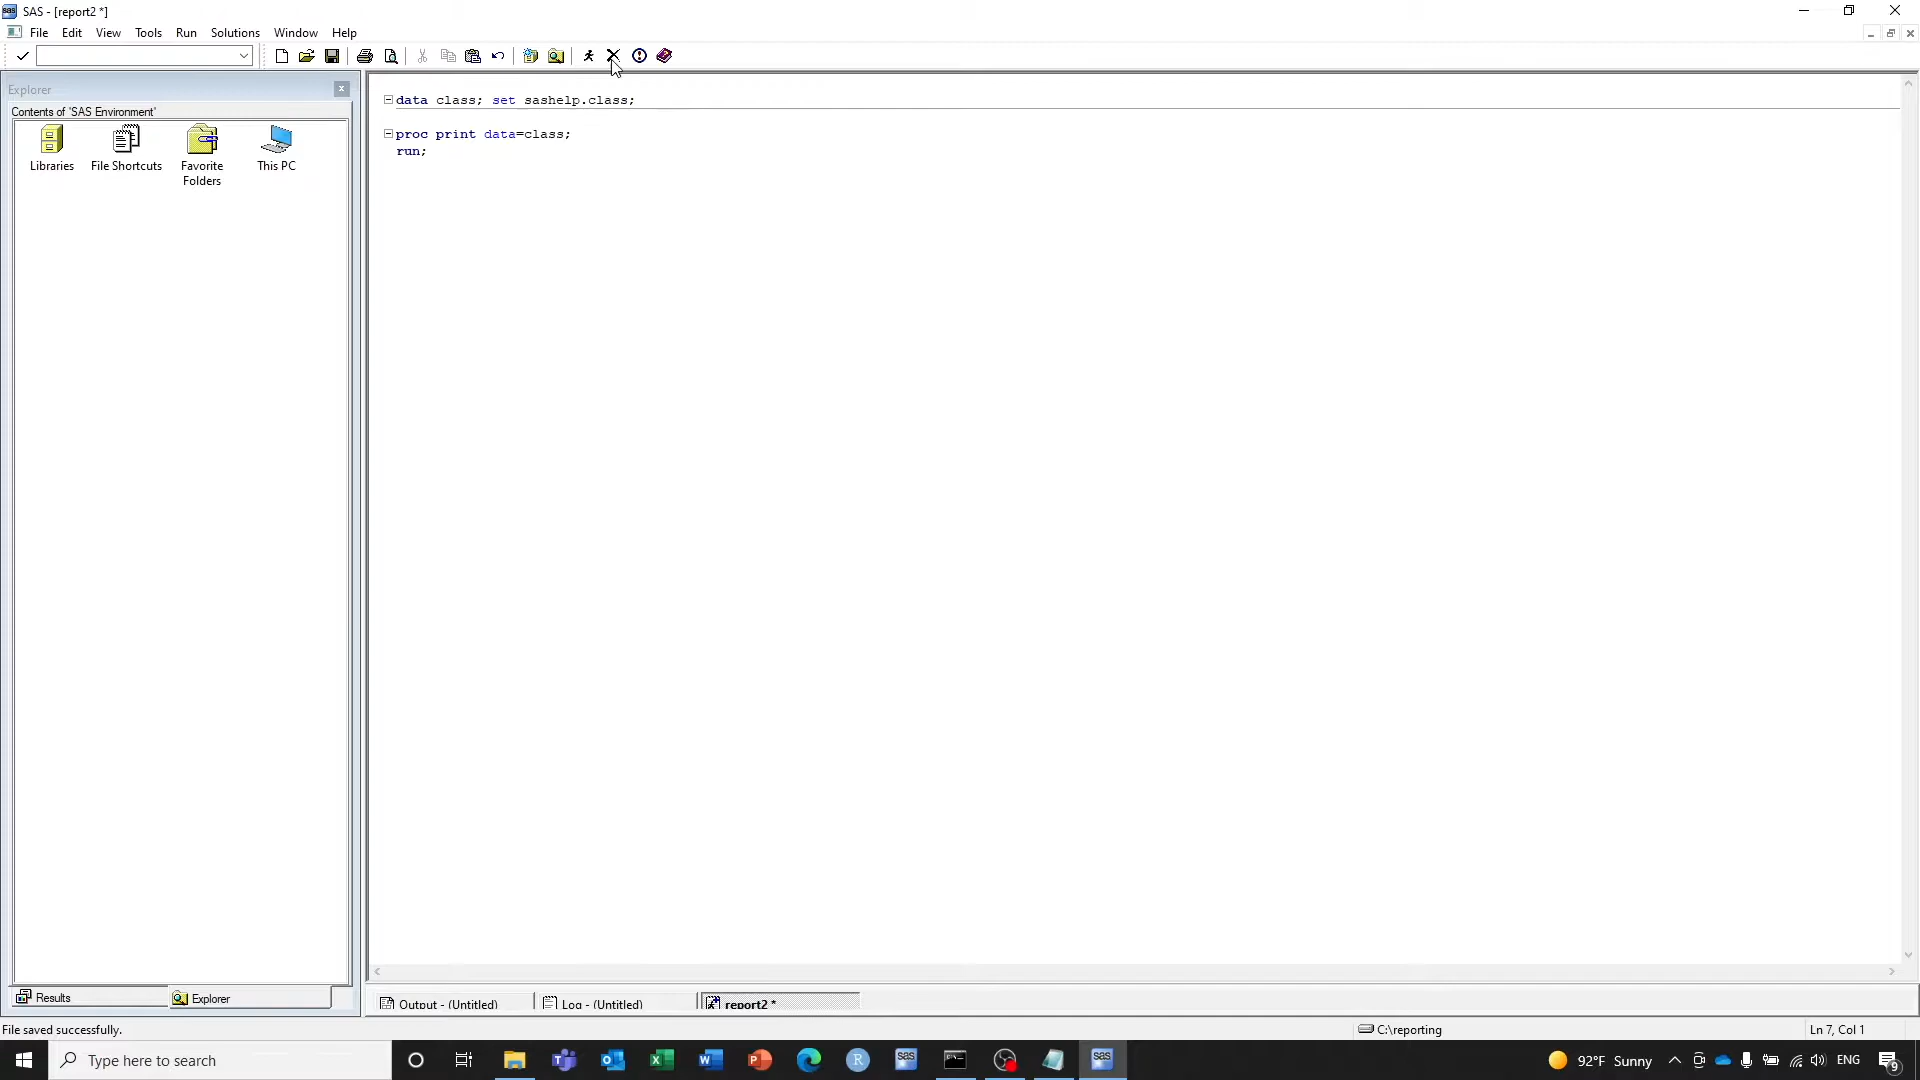 SAS - [report2 *]
File Edit View Tools Run Solutions Window Help
Explorer
Contents of 'SAS Environment'
Libraries
File Shortcuts
Favorite
Folders
This PC
data class; set sashelp.class;
proc print data=class;
run;
Results
Explorer
Output - (Untitled)
Log - (Untitled)
report2 *
File saved successfully.
C:\reporting
Ln 7, Col 1
Type here to search
92°F Sunny
ENG
9